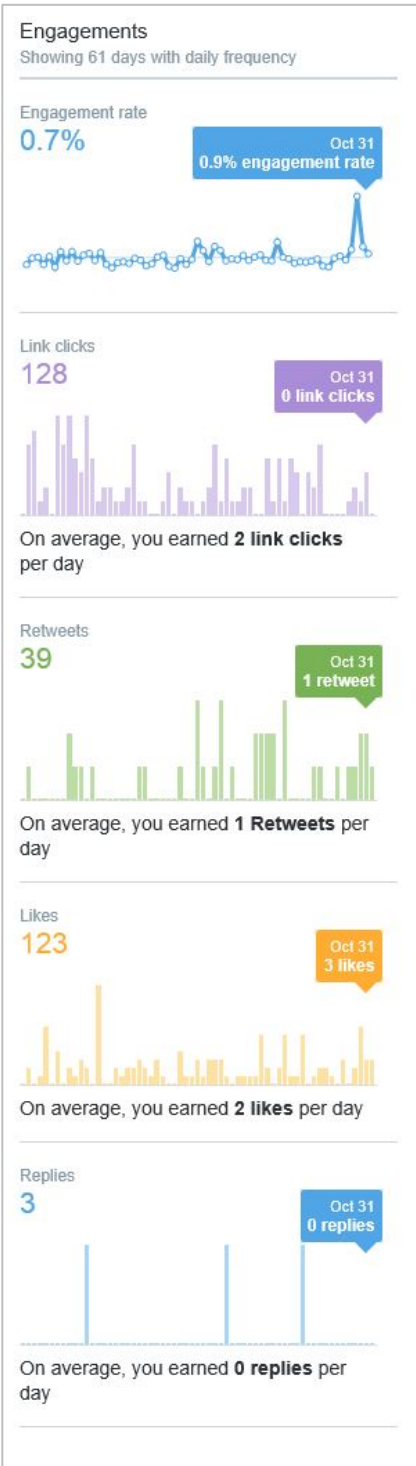 Engagements
Showing 61 days with daily frequency
Engagement rate
0.7%
Oct 31
0.9% engagement rate
Link clicks
128
Oct 31
0 link clicks
On average, you earned 2 link clicks
per day
Retweets
39
Oct 31
1 retweet
On average, you earned 1 Retweets per
day
Likes
123
Oct 31
3 likes
On average, you earned 2 likes per day
Replies
3
Oct 31
0 replies
On average, you earned 0 replies per
day